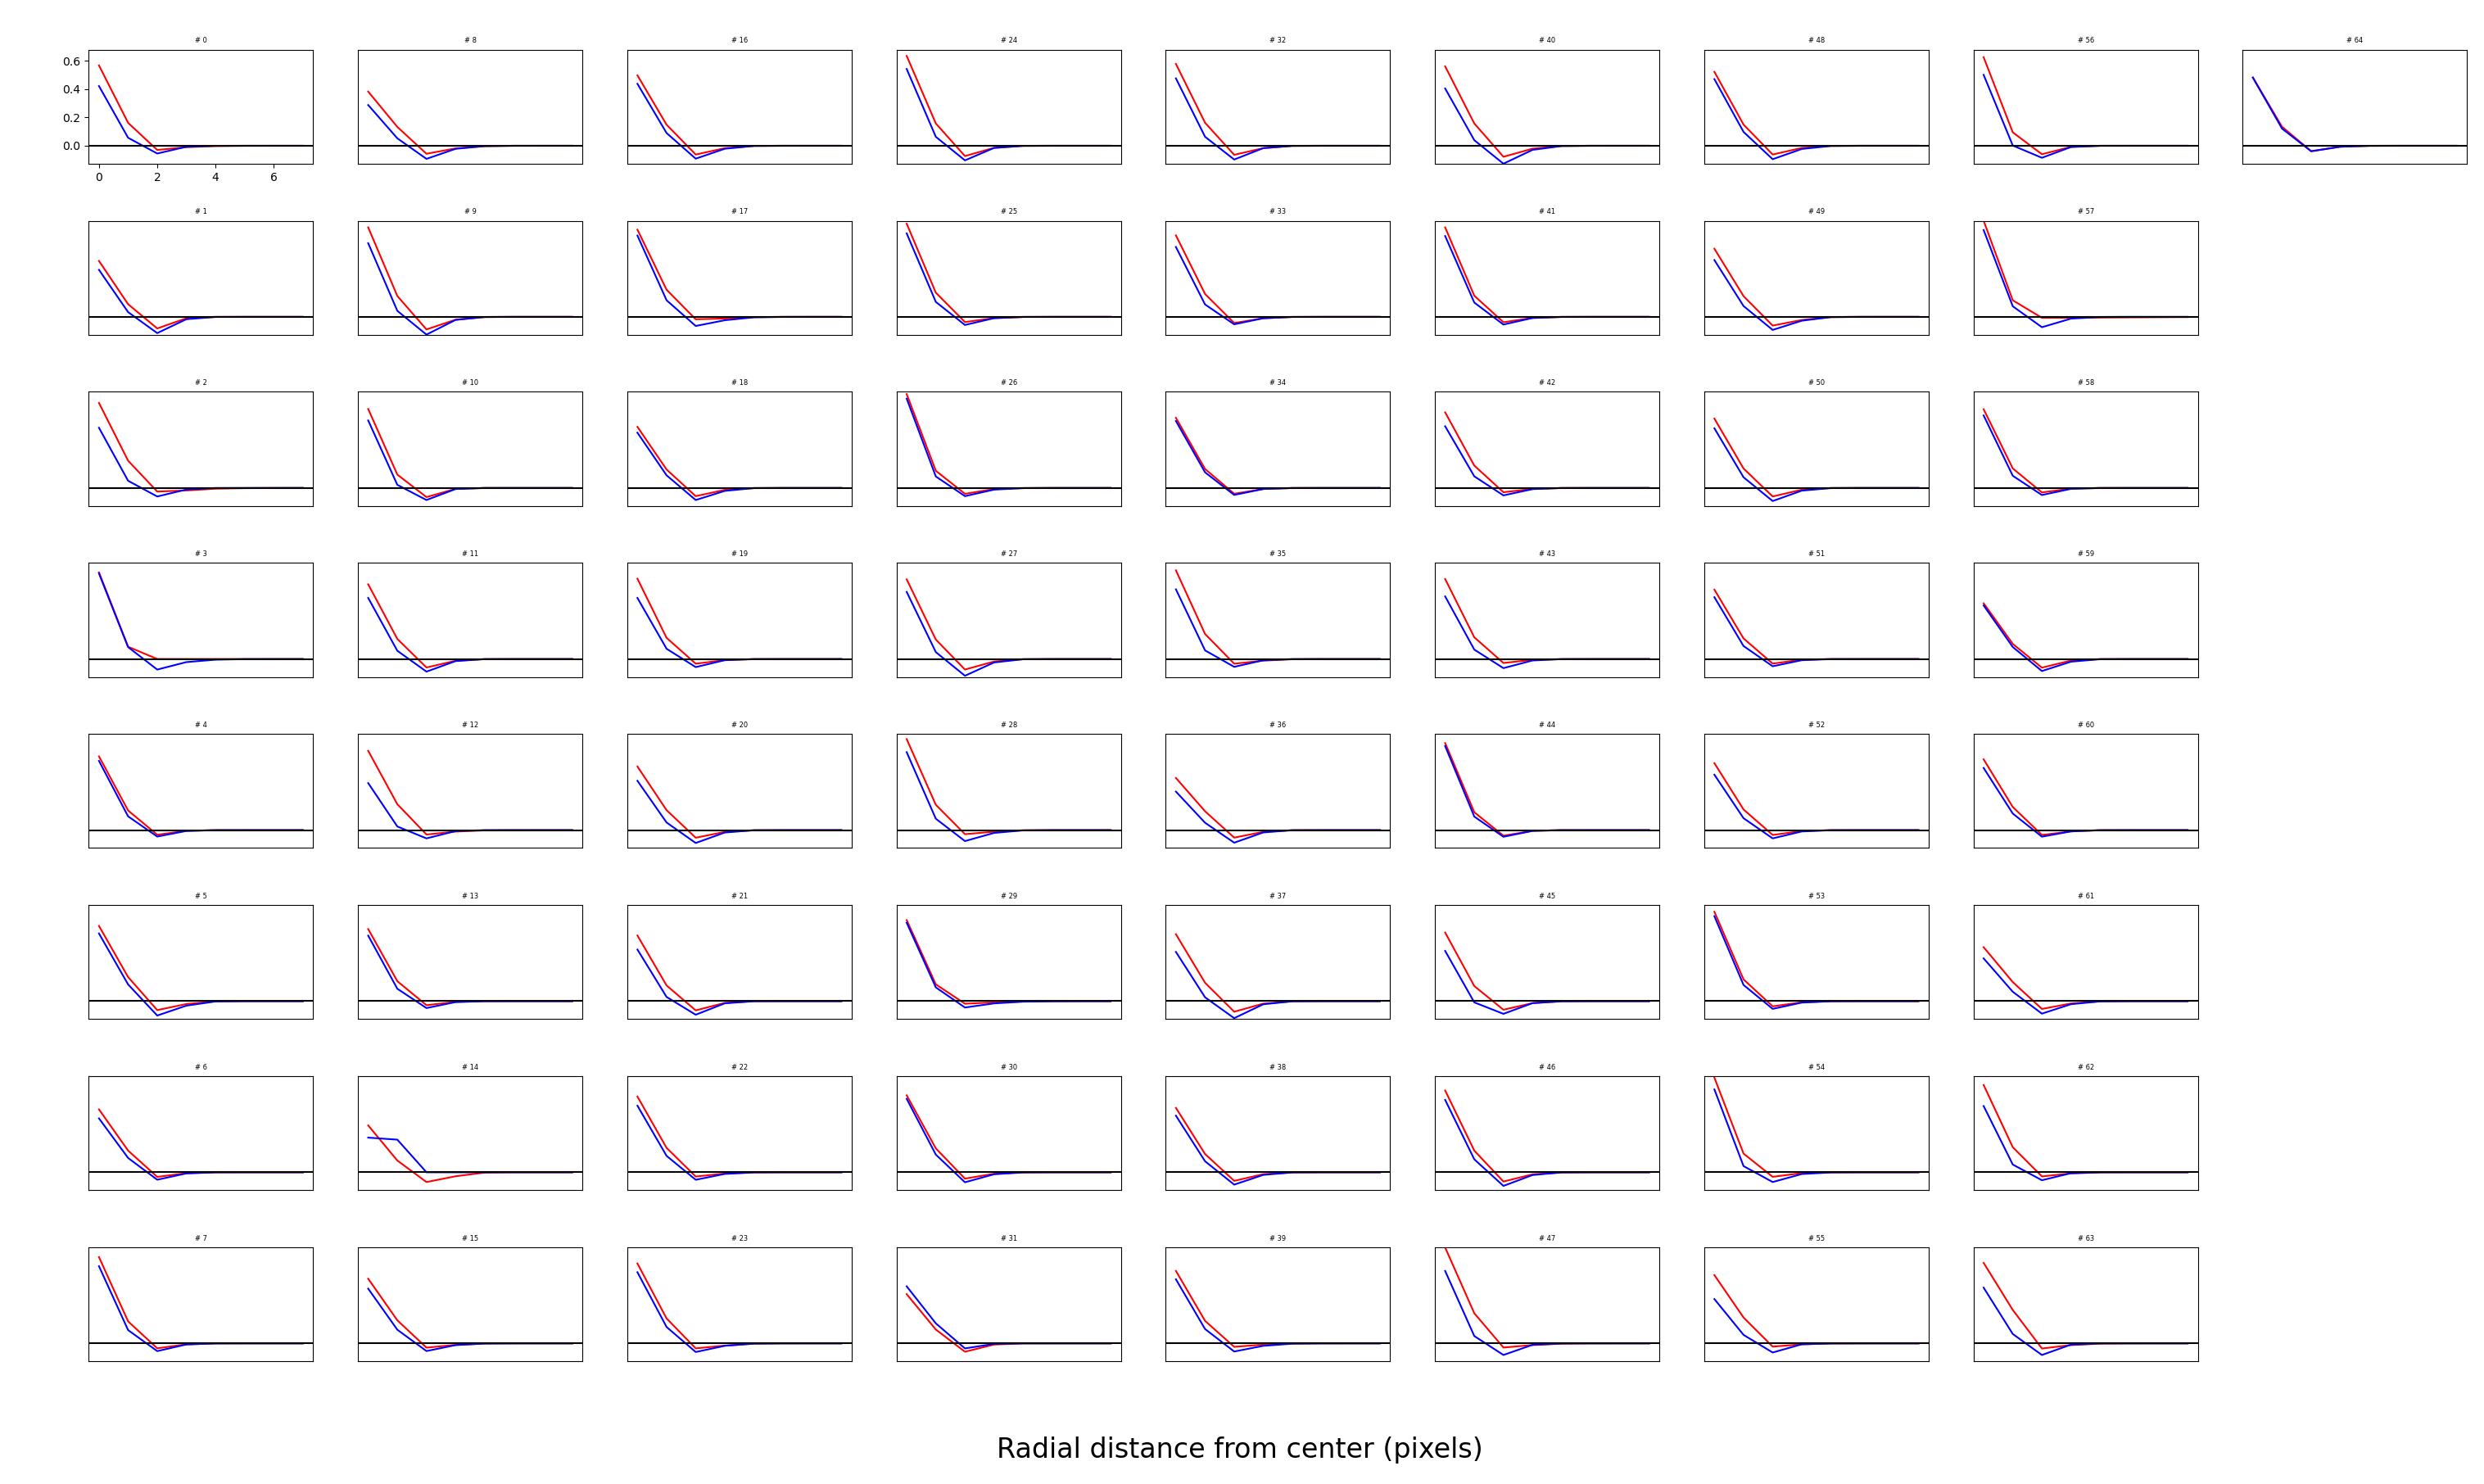 # 0 # 8 # 16 # 24 # 32 # 40 # 48 # 56 # 64
0.6
0.4
0.2
0.0
0 2 4 6
# 1 # 9 # 17 # 25 # 33 # 41 # 49 # 57
# 2 # 10 # 18 # 26 # 34 # 42 # 50 # 58
# 3 # 11 # 19 # 27 # 35 # 43 # 51 # 59
# 4 # 12 # 20 # 28 # 36 # 44 # 52 # 60
# 5 # 13 # 21 # 29 # 37 # 45 # 53 # 61
# 6 # 14 # 22 # 30 # 38 # 46 # 54 # 62
# 7 # 15 # 23 # 31 # 39 # 47 # 55 # 63
Radial distance from center (pixels)